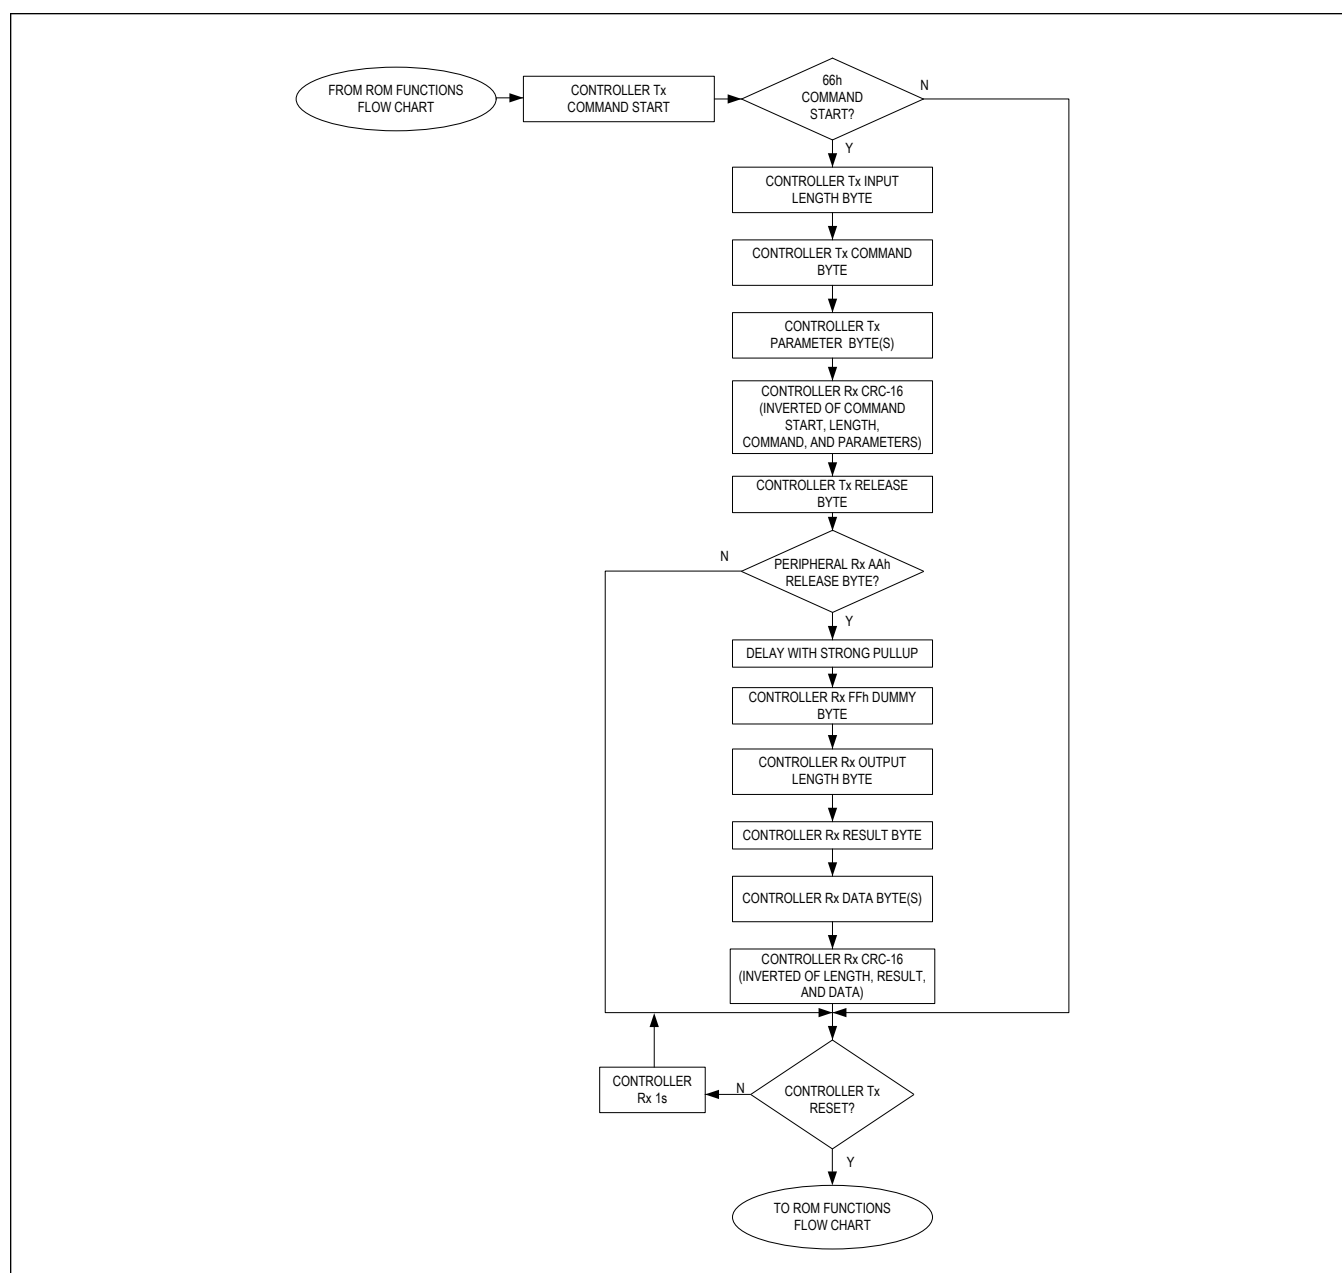 FROM ROM FUNCTIONS
FLOW CHART
CONTROLLER Tx
COMMAND START
66h
COMMAND
START?
N
Y
CONTROLLER Tx INPUT
LENGTH BYTE
CONTROLLER Tx COMMAND
BYTE
CONTROLLER Tx
PARAMETER BYTE(S)
CONTROLLER Rx CRC-16
(INVERTED OF COMMAND
START, LENGTH,
COMMAND, AND PARAMETERS)
CONTROLLER Tx RELEASE
BYTE
N
PERIPHERAL Rx AAh
RELEASE BYTE?
Y
DELAY WITH STRONG PULLUP
CONTROLLER Rx FFh DUMMY
BYTE
CONTROLLER Rx OUTPUT
LENGTH BYTE
CONTROLLER Rx RESULT BYTE
CONTROLLER Rx DATA BYTE(S)
CONTROLLER Rx CRC-16
(INVERTED OF LENGTH, RESULT,
AND DATA)
CONTROLLER
Rx 1s
N
CONTROLLER Tx
RESET?
Y
TO ROM FUNCTIONS
FLOW CHART